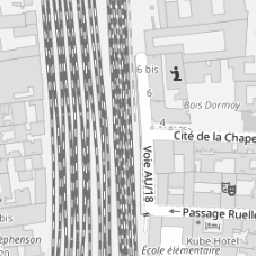 6 bis
6
Bois Dormoy
4
Cité de la Chape
Voie AU/18
Passage Ruelle
bis
ephenson
Kube Hotel
École élémentaire